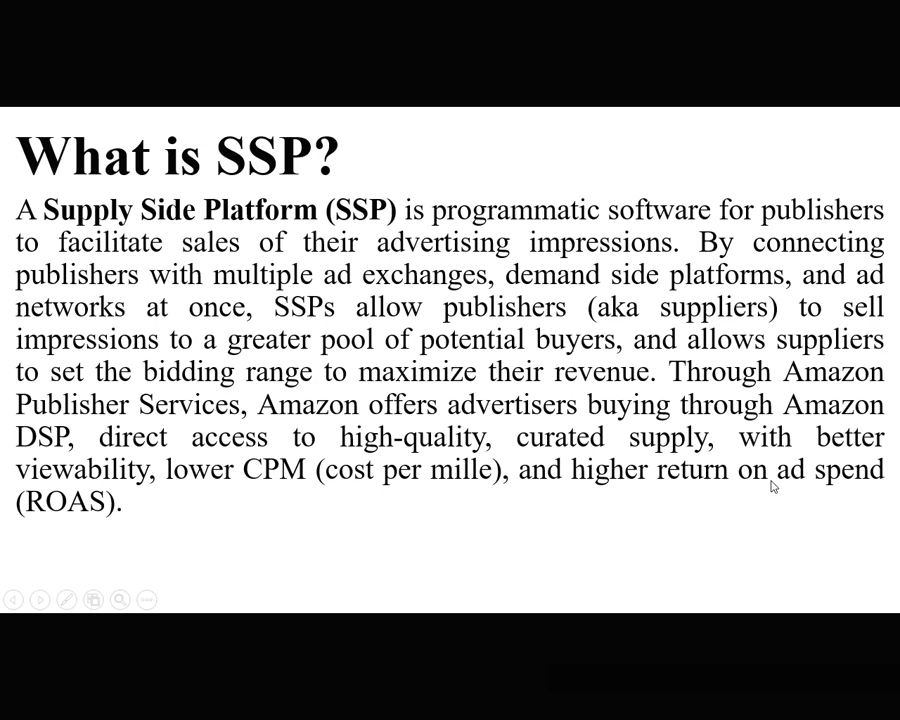 What is SSP?
A Supply Side Platform (SSP) is programmatic software for publishers
to facilitate sales of their advertising impressions. By connecting
publishers with multiple ad exchanges, demand side platforms, and ad
networks at once, SSPs allow publishers (aka suppliers) to sell
impressions to a greater pool of potential buyers, and allows suppliers
to set the bidding range to maximize their revenue. Through Amazon
Publisher Services, Amazon offers advertisers buying through Amazon
DSP, direct access to high-quality, curated supply, with better
viewability, lower CPM (cost per mille), and higher return on ad spend
(ROAS).